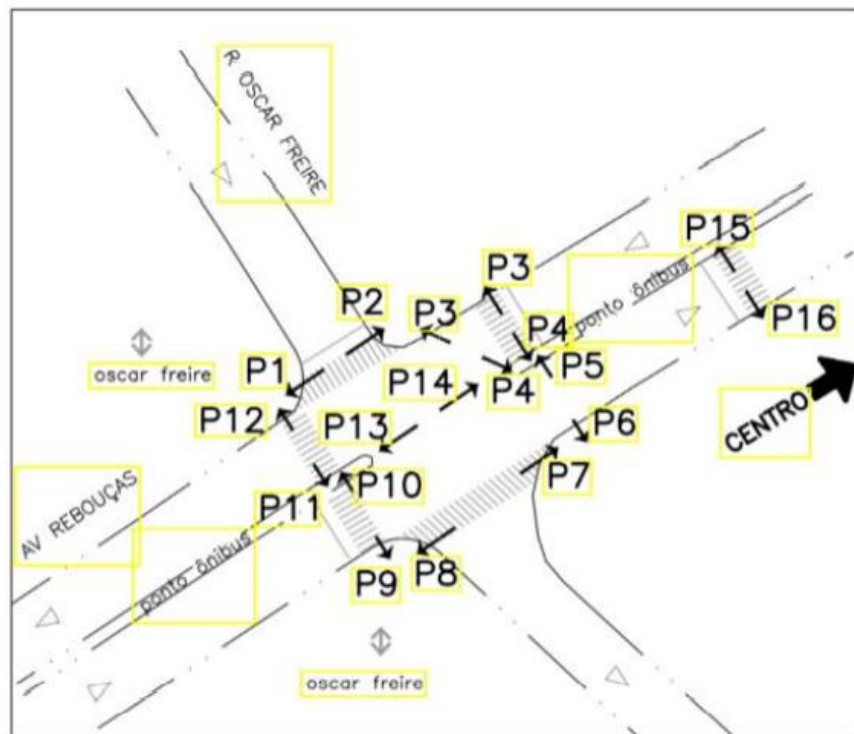 R OSCAR FREIRE
P15
P3
ponto ônibus
P2
P3
P4
P16
oscar freire
P1
P14
P4
P5
P12
P13
P6
CENTRO
P7
AV REBOUÇAS
P11
P10
ponto ônibus
P9
P8
oscar freire